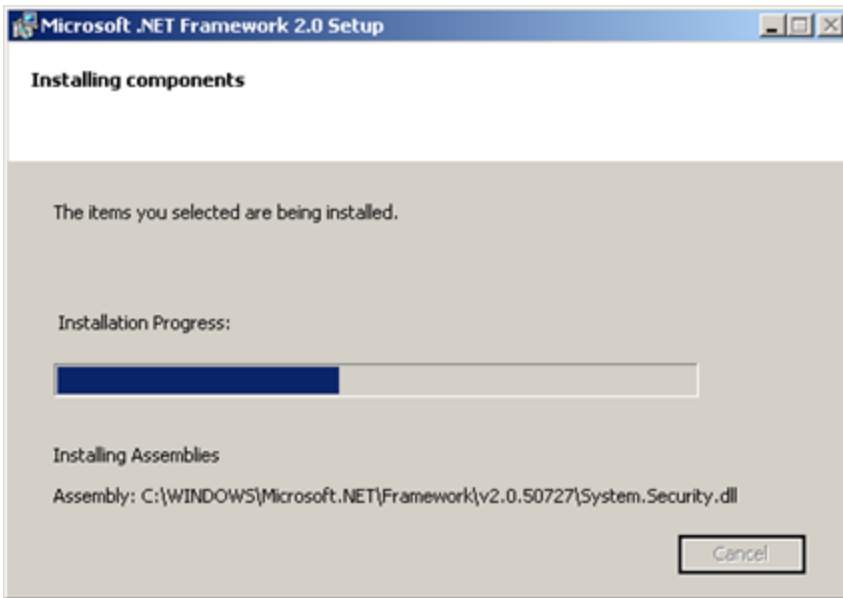 Microsoft .NET Framework 2.0 Setup
Installing components
The items you selected are being installed.
Installation Progress:
Installing Assemblies
Assembly: C:\WINDOWS\Microsoft.NET\Framework\v2.0.50727\System.Security.dll
Cancel